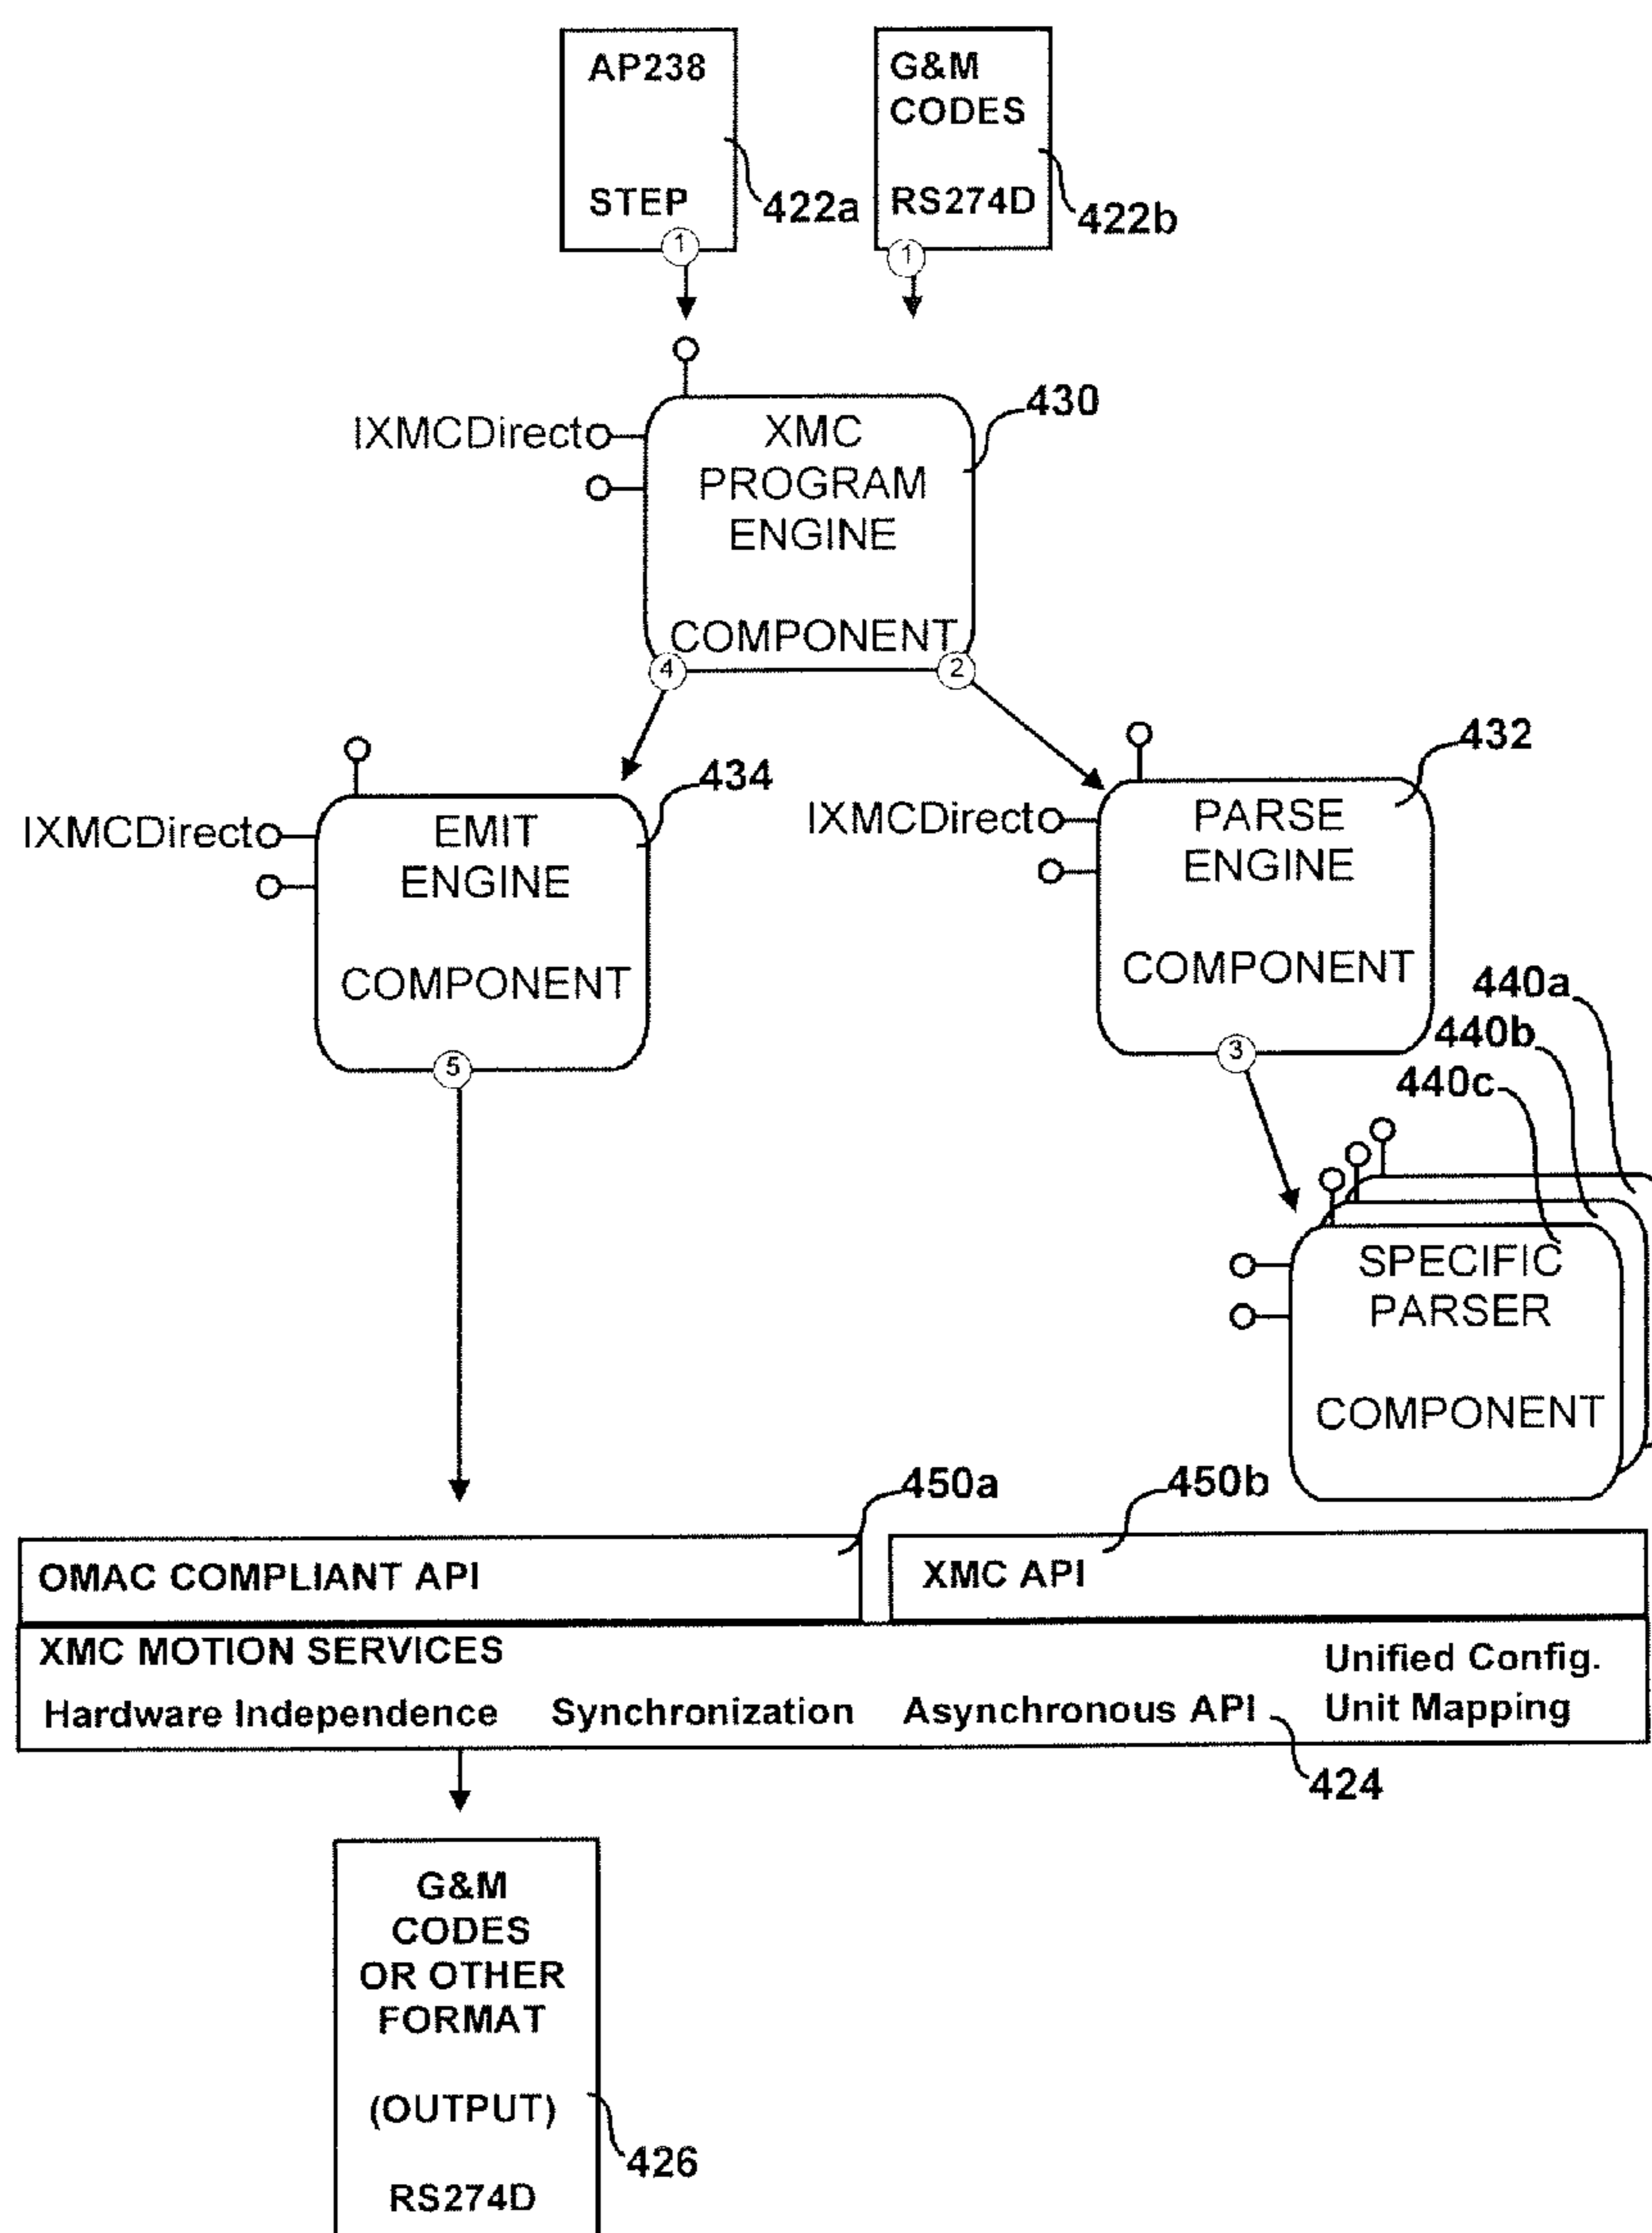 AP238
STEP
422a
G&M
CODES
RS274D
422b
1
1
430
IXMCDirect
XMC
PROGRAM
ENGINE
COMPONENT
4
2
432
434
IXMCDirect
EMIT
ENGINE
COMPONENT
5
IXMCDirect
PARSE
ENGINE
COMPONENT
3
440a
440b
440c
SPECIFIC
PARSER
COMPONENT
450a
450b
OMAC COMPLIANT API
XMC API
XMC MOTION SERVICES
Unified Config.
Hardware Independence Synchronization Asynchronous API Unit Mapping
424
G&M
CODES
OR OTHER
FORMAT
(OUTPUT)
RS274D
426